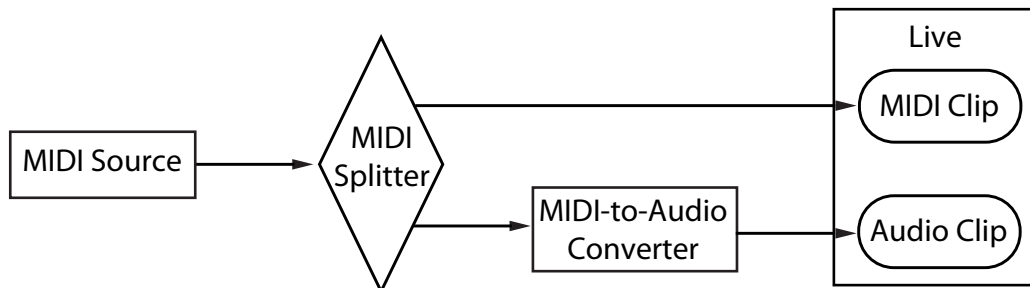 Live
MIDI Clip
MIDI Source
MIDI
Splitter
MIDI-to-Audio
Converter
Audio Clip